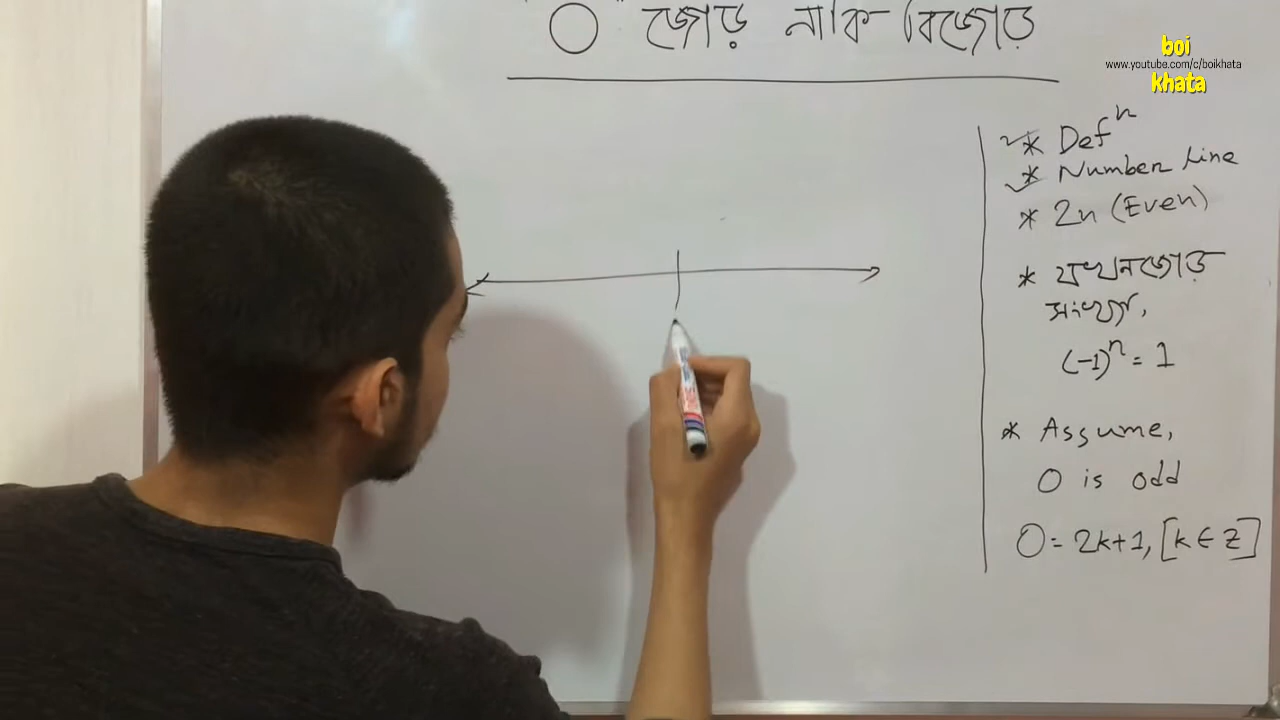 "0" জোড় নাকি বিজোড়
boi
www.youtube.com/c/boikhata
khata
* Defⁿ
* Number line
* 2n (Even)
* যখন জোড়
সংখ্যা,
(-1)ⁿ = 1
* Assume,
0 is odd
0 = 2k+1, [k ∈ Z]